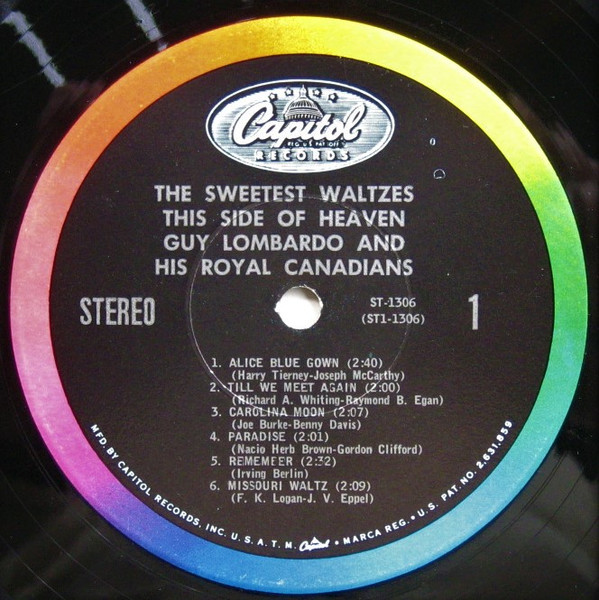 Capitol
REG. U.S. PAT. OFF.
RECORDS
THE SWEETEST WALTZES
THIS SIDE OF HEAVEN
GUY LOMBARDO AND
HIS ROYAL CANADIANS
STEREO
ST-1306
(ST1-1306)
1
1. ALICE BLUE GOWN (2:40)
(Harry Tierney-Joseph McCarthy)
2. TILL WE MEET AGAIN (2:00)
(Richard A. Whiting-Raymond B. Egan)
3. CAROLINA MOON (2:07)
(Joe Burke-Benny Davis)
4. PARADISE (2:01)
(Nacio Herb Brown-Gordon Clifford)
5. REMEMBER (2:32)
(Irving Berlin)
6. MISSOURI WALTZ (2:09)
(F. K. Logan-J. V. Eppel)
MFD. BY CAPITOL RECORDS, INC. U.S.A. T.M. Capitol • MARCA REG. • U.S. PAT. NO. 2,631,859